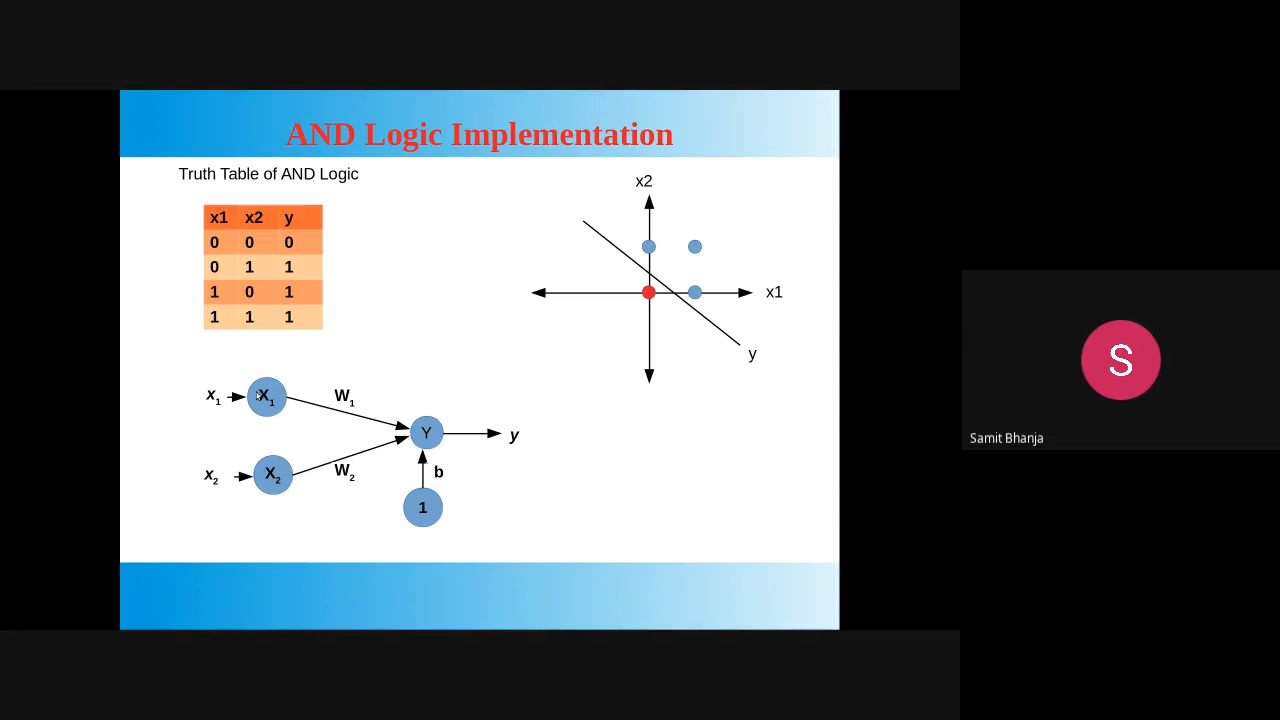 AND Logic Implementation
Truth Table of AND Logic
x1 x2 y
0 0 0
0 1 1
1 0 1
1 1 1
x2
x1
y
x1 X1 W1
Y y
x2 X2 W2
b
1
S
Samit Bhanja